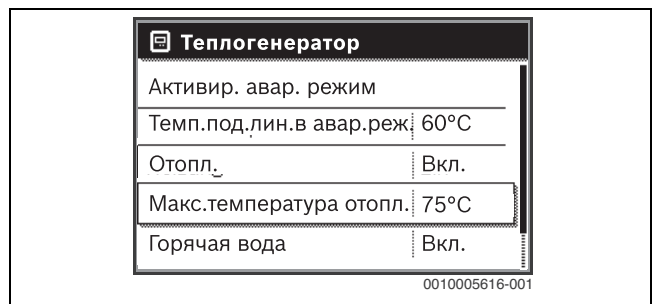 Теплогенератор
Активир. авар. режим
Темп.под.лин.в авар.реж. 60°C
Отопл. Вкл.
Макс.температура отопл. 75°C
Горячая вода Вкл.
0010005616-001